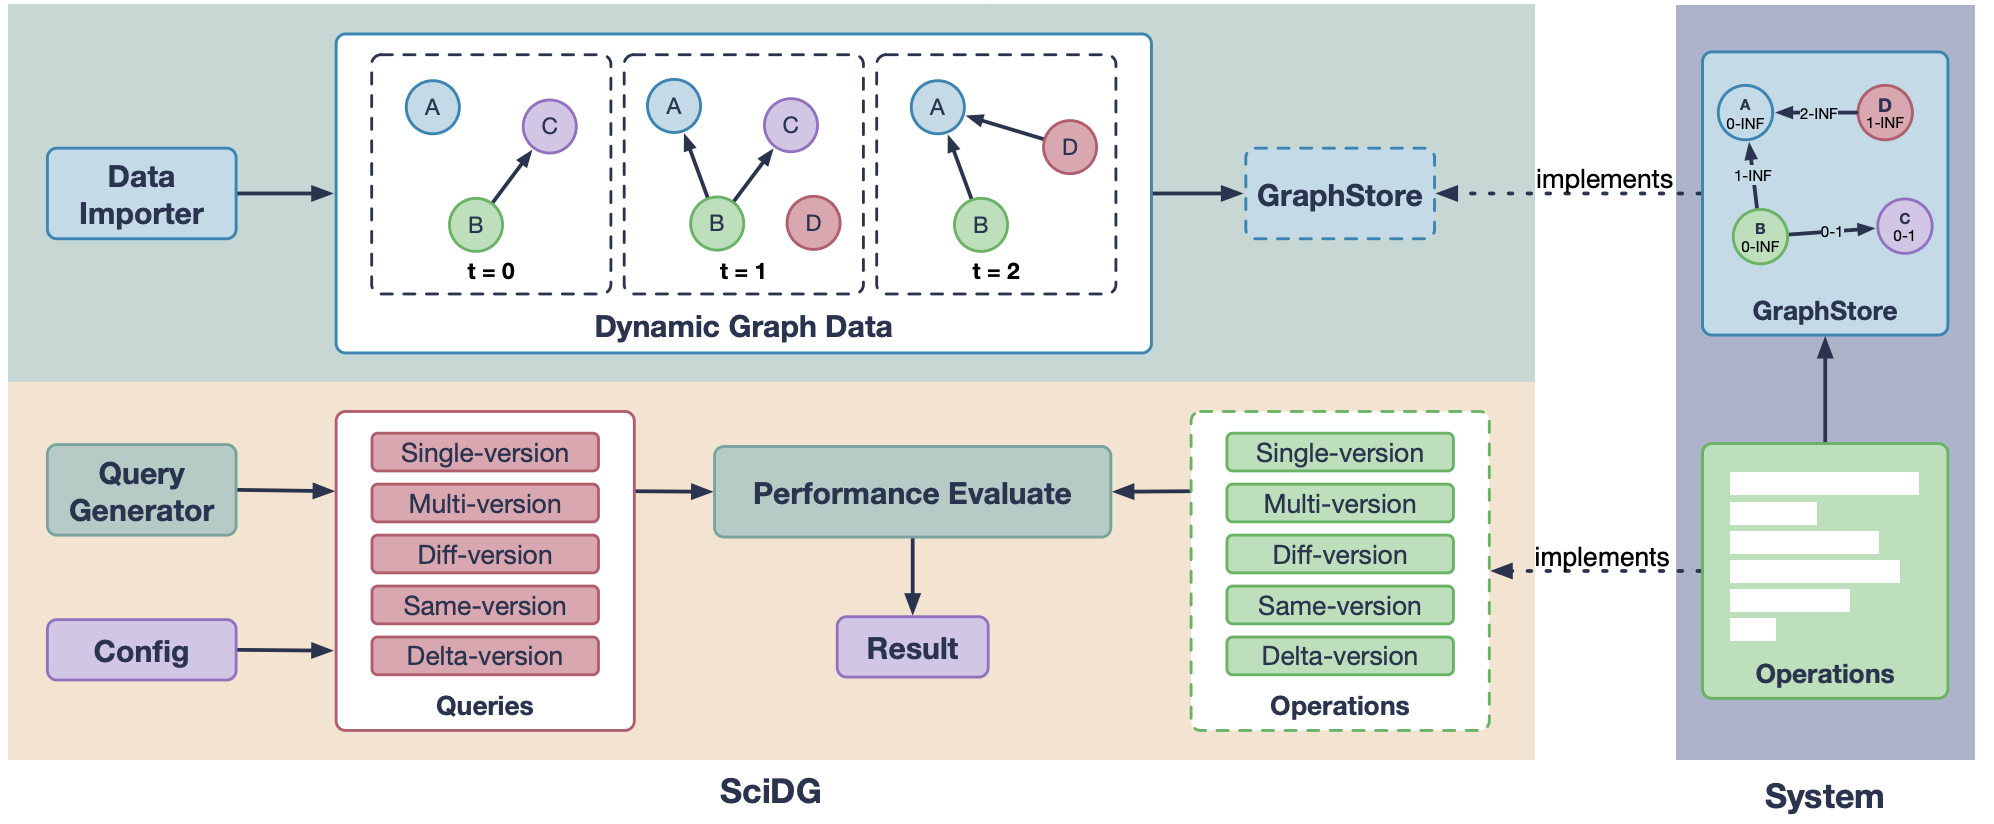 Data
Importer
A
C
B
t = 0
A
C
B
D
t = 1
A
D
B
t = 2
Dynamic Graph Data
GraphStore
implements
A
0-INF
2-INF
D
1-INF
1-INF
B
0-INF
0-1
C
0-1
GraphStore
Query
Generator
Config
Single-version
Multi-version
Diff-version
Same-version
Delta-version
Queries
Performance Evaluate
Result
Single-version
Multi-version
Diff-version
Same-version
Delta-version
Operations
implements
Operations
SciDG
System